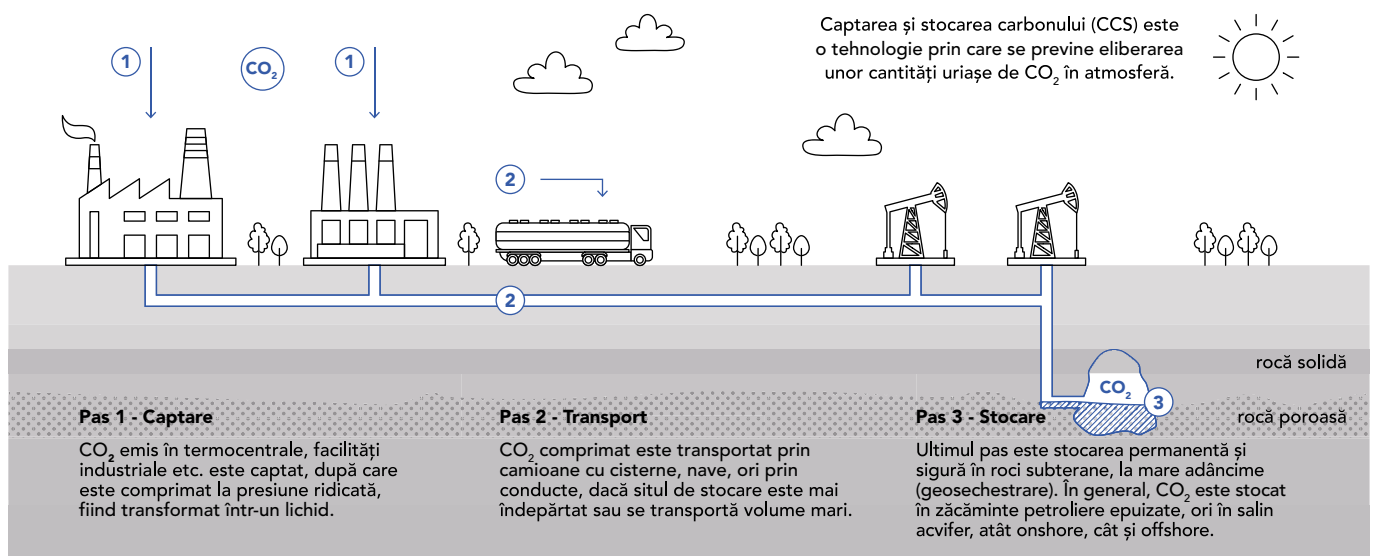 Captarea și stocarea carbonului (CCS) este
o tehnologie prin care se previne eliberarea
unor cantități uriașe de CO₂ în atmosferă.
1
CO₂
1
2
2
rocă solidă
CO₂
3
rocă poroasă
Pas 1 - Captare
CO₂ emis în termocentrale, facilități
industriale etc. este captat, după care
este comprimat la presiune ridicată,
fiind transformat într-un lichid.
Pas 2 - Transport
CO₂ comprimat este transportat prin
camioane cu cisterne, nave, ori prin
conducte, dacă situl de stocare este mai
îndepărtat sau se transportă volume mari.
Pas 3 - Stocare
Ultimul pas este stocarea permanentă și
sigură în roci subterane, la mare adâncime
(geosechestrare). În general, CO₂ este stocat
în zăcăminte petroliere epuizate, ori în salin
acvifer, atât onshore, cât și offshore.